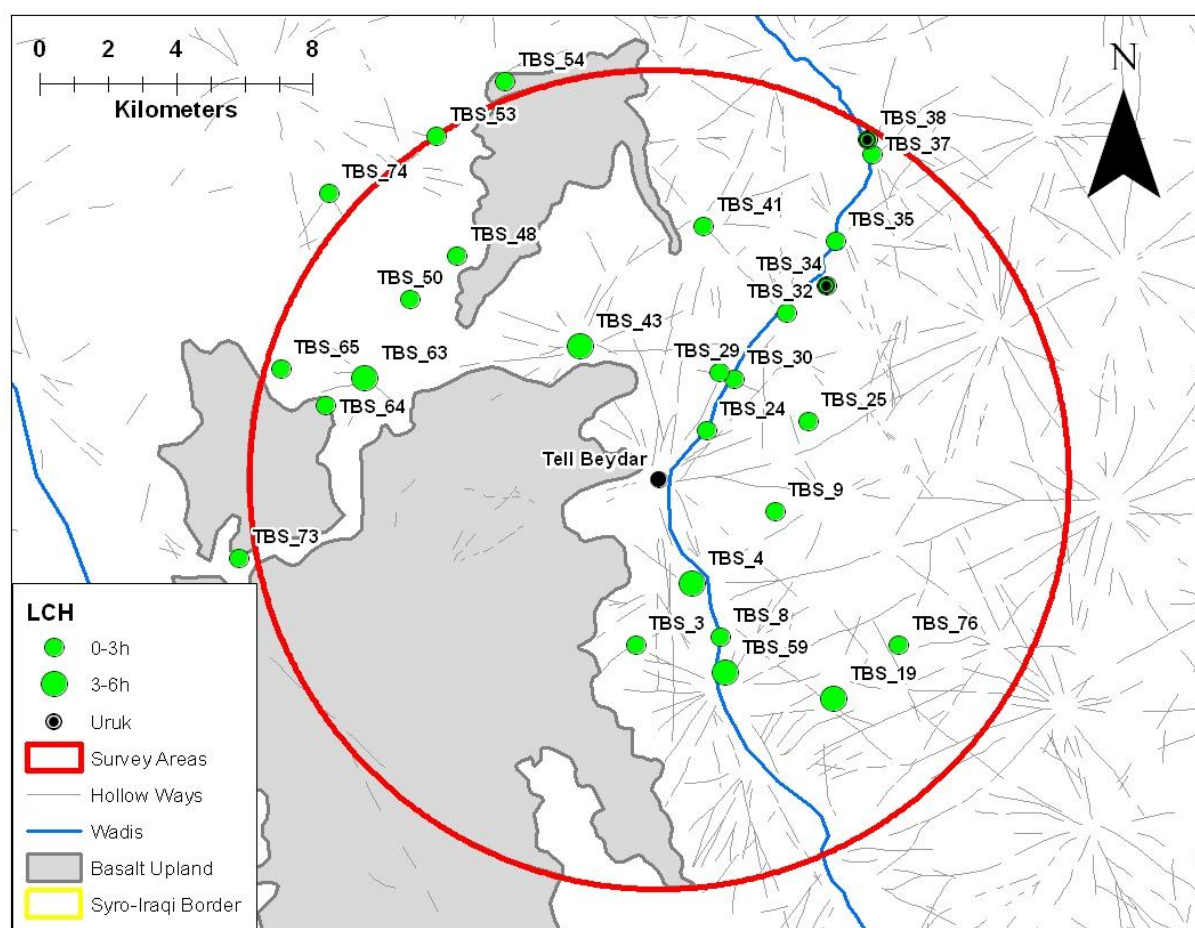 0 2 4 8
Kilometers
N
TBS_54
TBS_53
TBS_38
TBS_37
TBS_74
TBS_41
TBS_35
TBS_48
TBS_34
TBS_50
TBS_32
TBS_43
TBS_65
TBS_63
TBS_29
TBS_30
TBS_64
TBS_25
TBS_24
Tell Beydar
TBS_9
TBS_73
TBS_4
TBS_3
TBS_8
TBS_76
TBS_59
TBS_19
LCH
0-3h
3-6h
Uruk
Survey Areas
Hollow Ways
Wadis
Basalt Upland
Syro-Iraqi Border